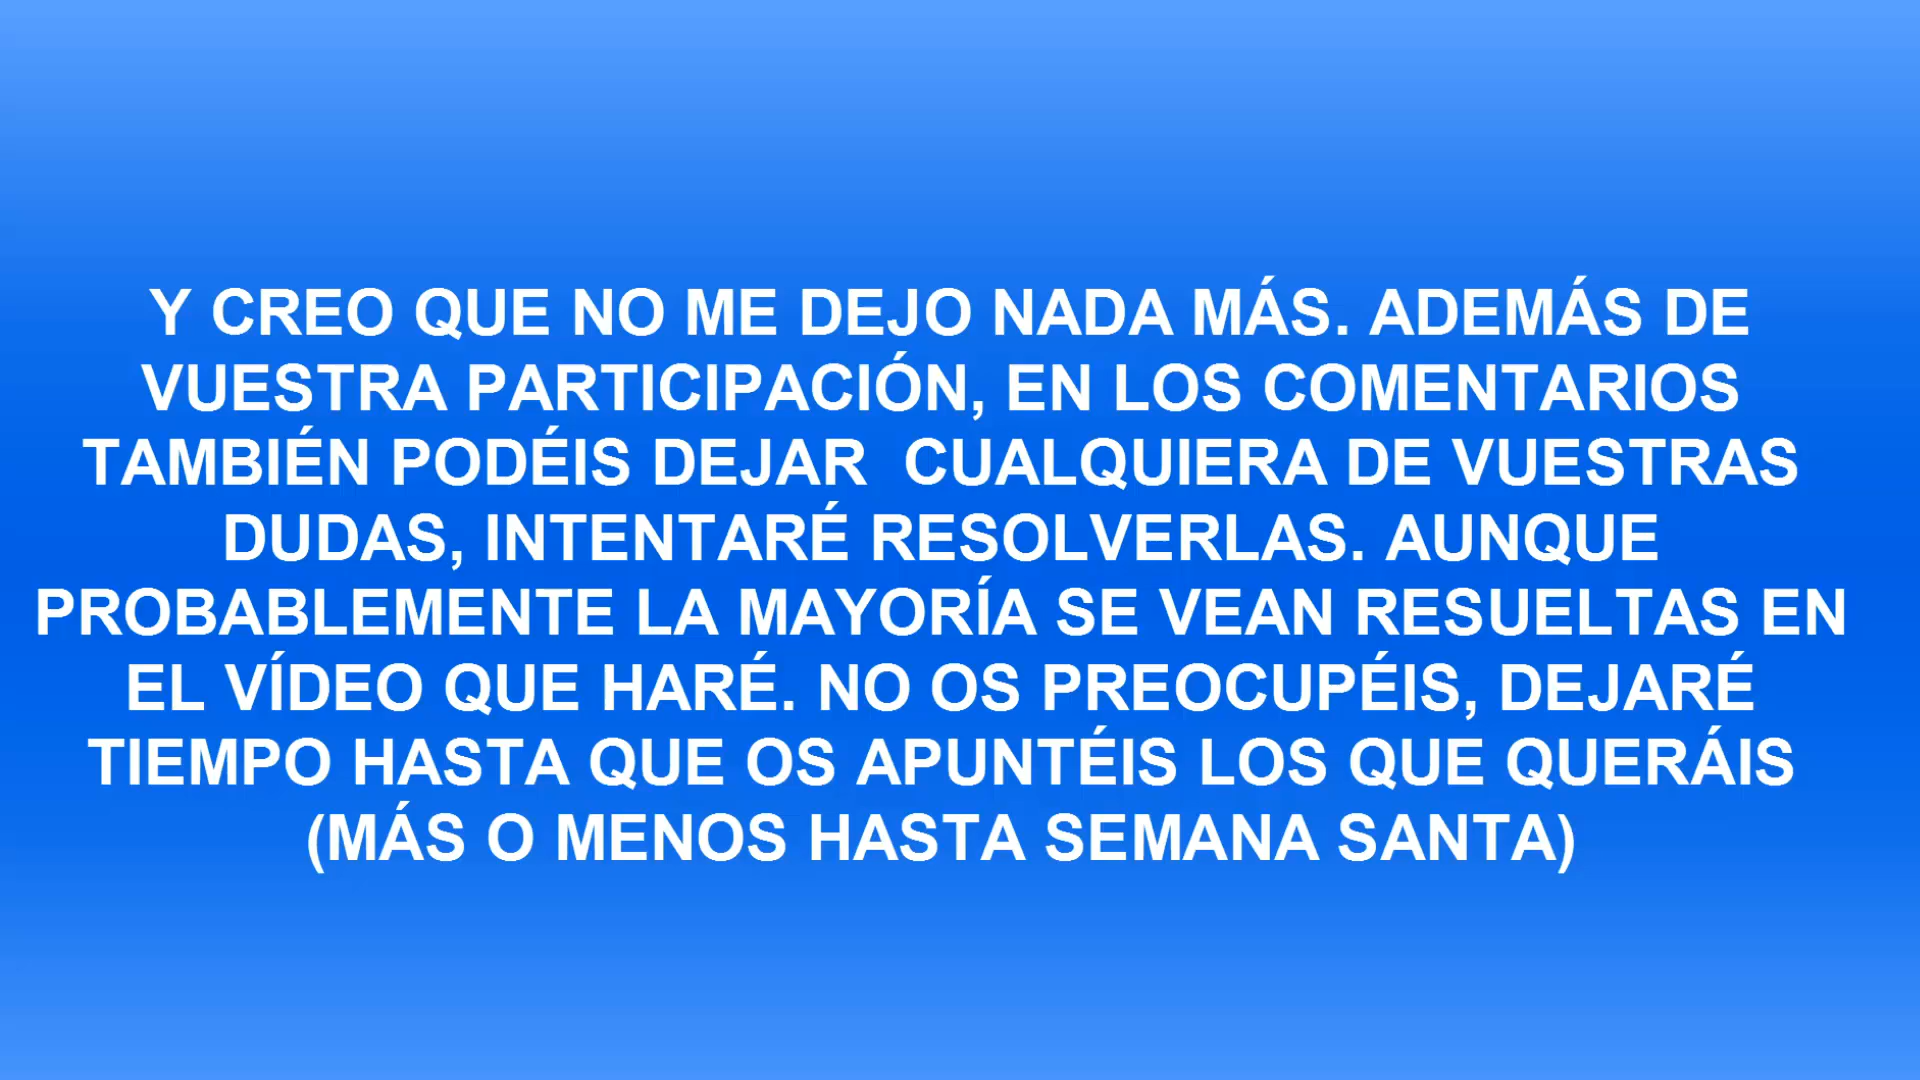 Y CREO QUE NO ME DEJO NADA MÁS. ADEMÁS DE
VUESTRA PARTICIPACIÓN, EN LOS COMENTARIOS
TAMBIÉN PODÉIS DEJAR  CUALQUIERA DE VUESTRAS
DUDAS, INTENTARÉ RESOLVERLAS. AUNQUE
PROBABLEMENTE LA MAYORÍA SE VEAN RESUELTAS EN
EL VÍDEO QUE HARÉ. NO OS PREOCUPÉIS, DEJARÉ
TIEMPO HASTA QUE OS APUNTÉIS LOS QUE QUERÁIS
(MÁS O MENOS HASTA SEMANA SANTA)